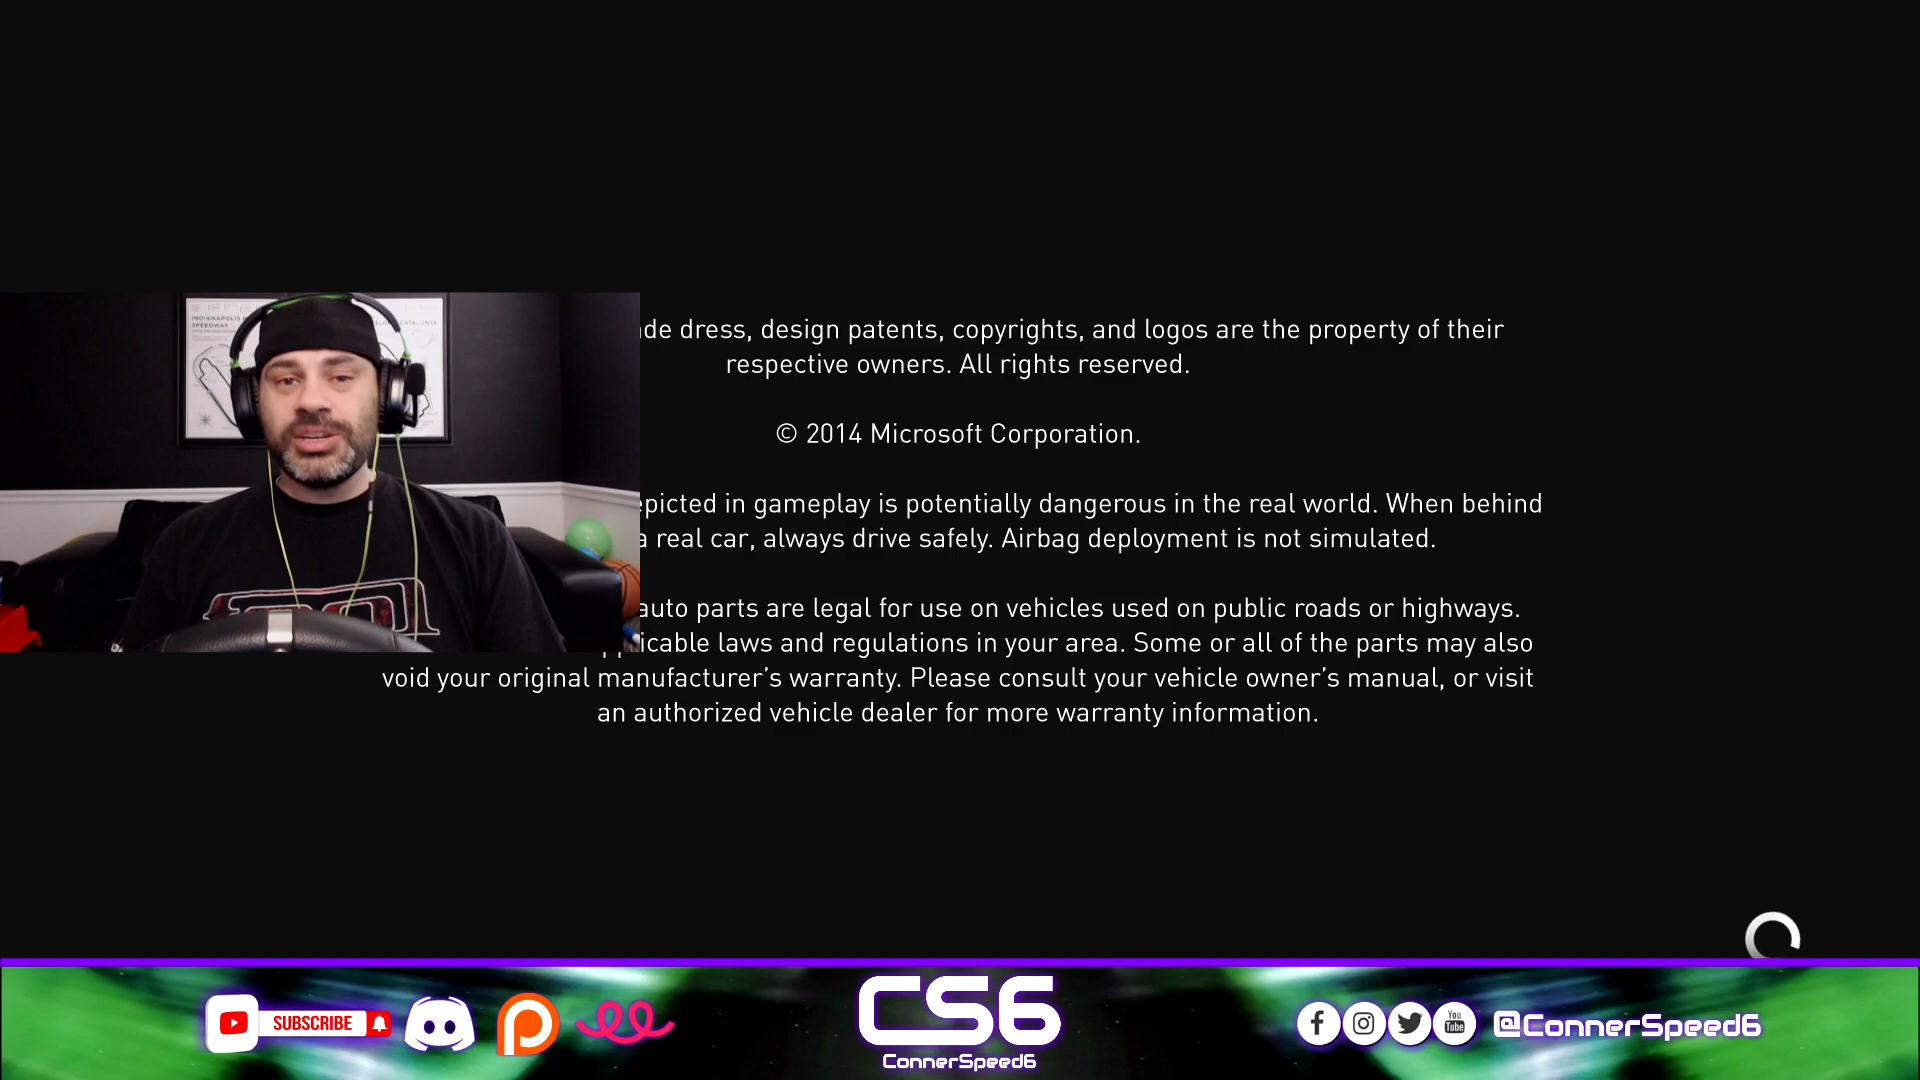 INDIANAPOLIS
SPEEDWAY
CATALUNYA
dress, design patents, copyrights, and logos are the property of their
respective owners. All rights reserved.
© 2014 Microsoft Corporation.
in gameplay is potentially dangerous in the real world. When behind
a real car, always drive safely. Airbag deployment is not simulated.
auto parts are legal for use on vehicles used on public roads or highways.
laws and regulations in your area. Some or all of the parts may also
void your original manufacturer’s warranty. Please consult your vehicle owner’s manual, or visit
an authorized vehicle dealer for more warranty information.
SUBSCRIBE
CS6
ConnerSpeed6
You
Tube
@ConnerSpeed6